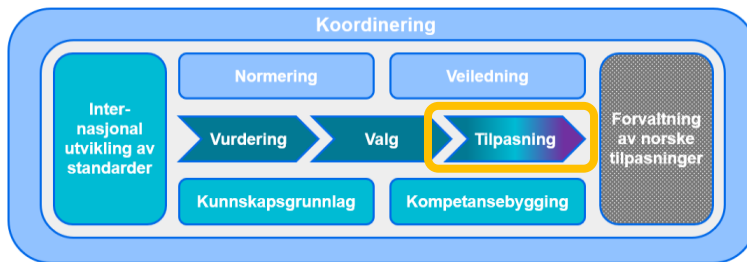 Koordinering
Inter-
nasjonal
utvikling av
standarder
Normering
Veiledning
Vurdering
Valg
Tilpasning
Kunnskapsgrunnlag
Kompetansebygging
Forvaltning
av norske
tilpasninger